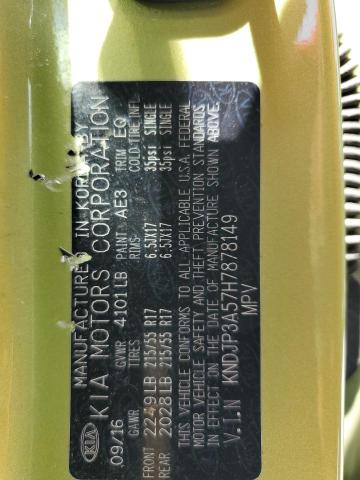 MANUFACTURED IN KOREA BY
KIA KIA MOTORS CORPORATION
09/16 GVWR 4101LB PAINT AE3 TRIM EQ
GAWR TIRES RIMS COLD TIRE INFL
FRONT 2249LB 215/55 R17 6.5JX17 35psi SINGLE
REAR 2028LB 215/55 R17 6.5JX17 35psi SINGLE
THIS VEHICLE CONFORMS TO ALL APPLICABLE U.S.A. FEDERAL
MOTOR VEHICLE SAFETY AND THEFT PREVENTION STANDARDS
IN EFFECT ON THE DATE OF MANUFACTURE SHOWN ABOVE.
V.I.N KNDJP3A57H7878149
MPV